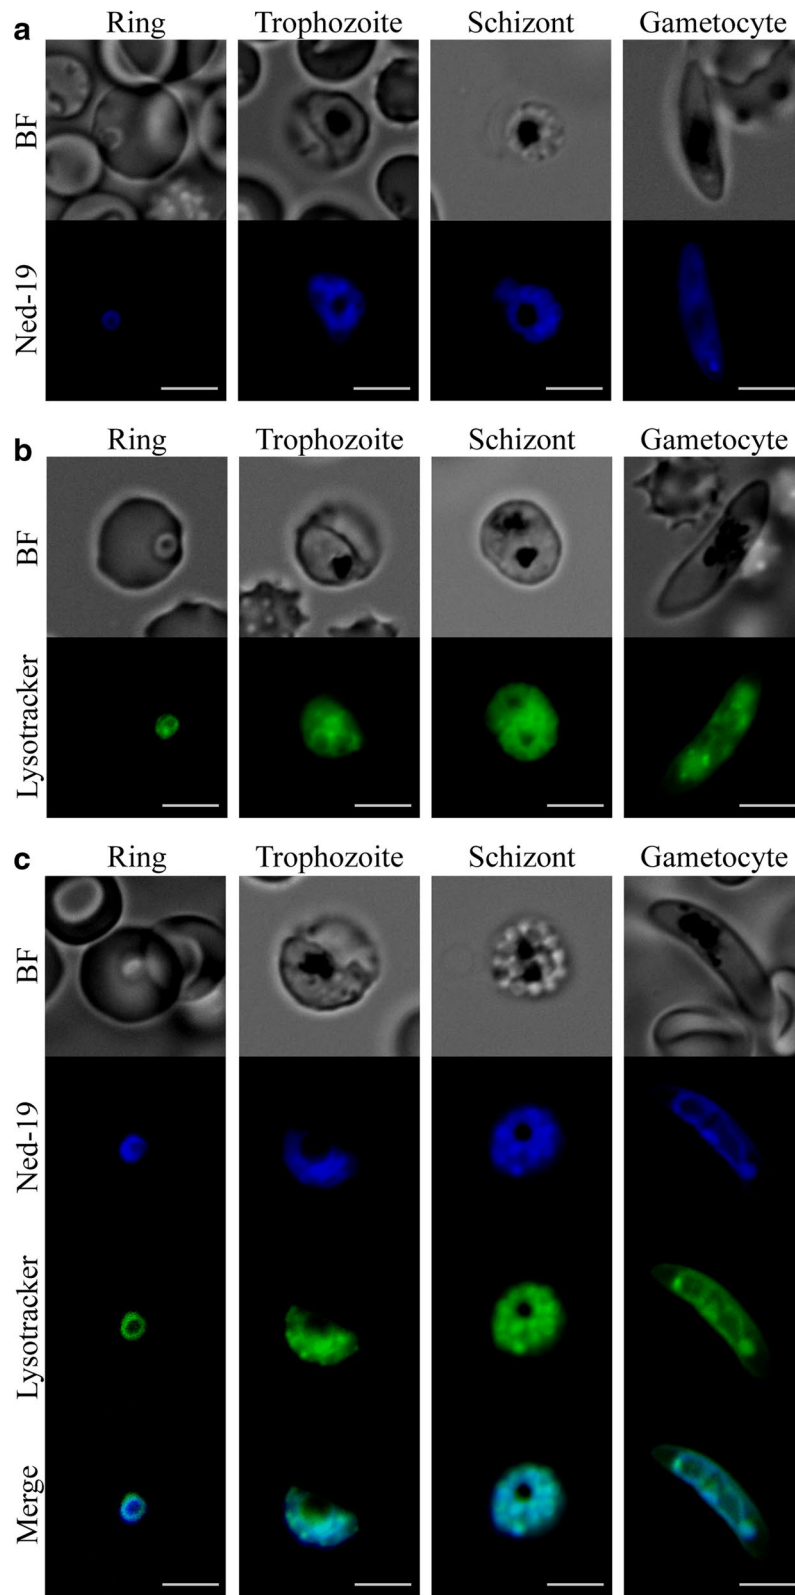 a
Ring Trophozoite Schizont Gametocyte
BF
Ned-19
b
Ring Trophozoite Schizont Gametocyte
BF
Lysotracker
c
Ring Trophozoite Schizont Gametocyte
BF
Ned-19
Lysotracker
Merge